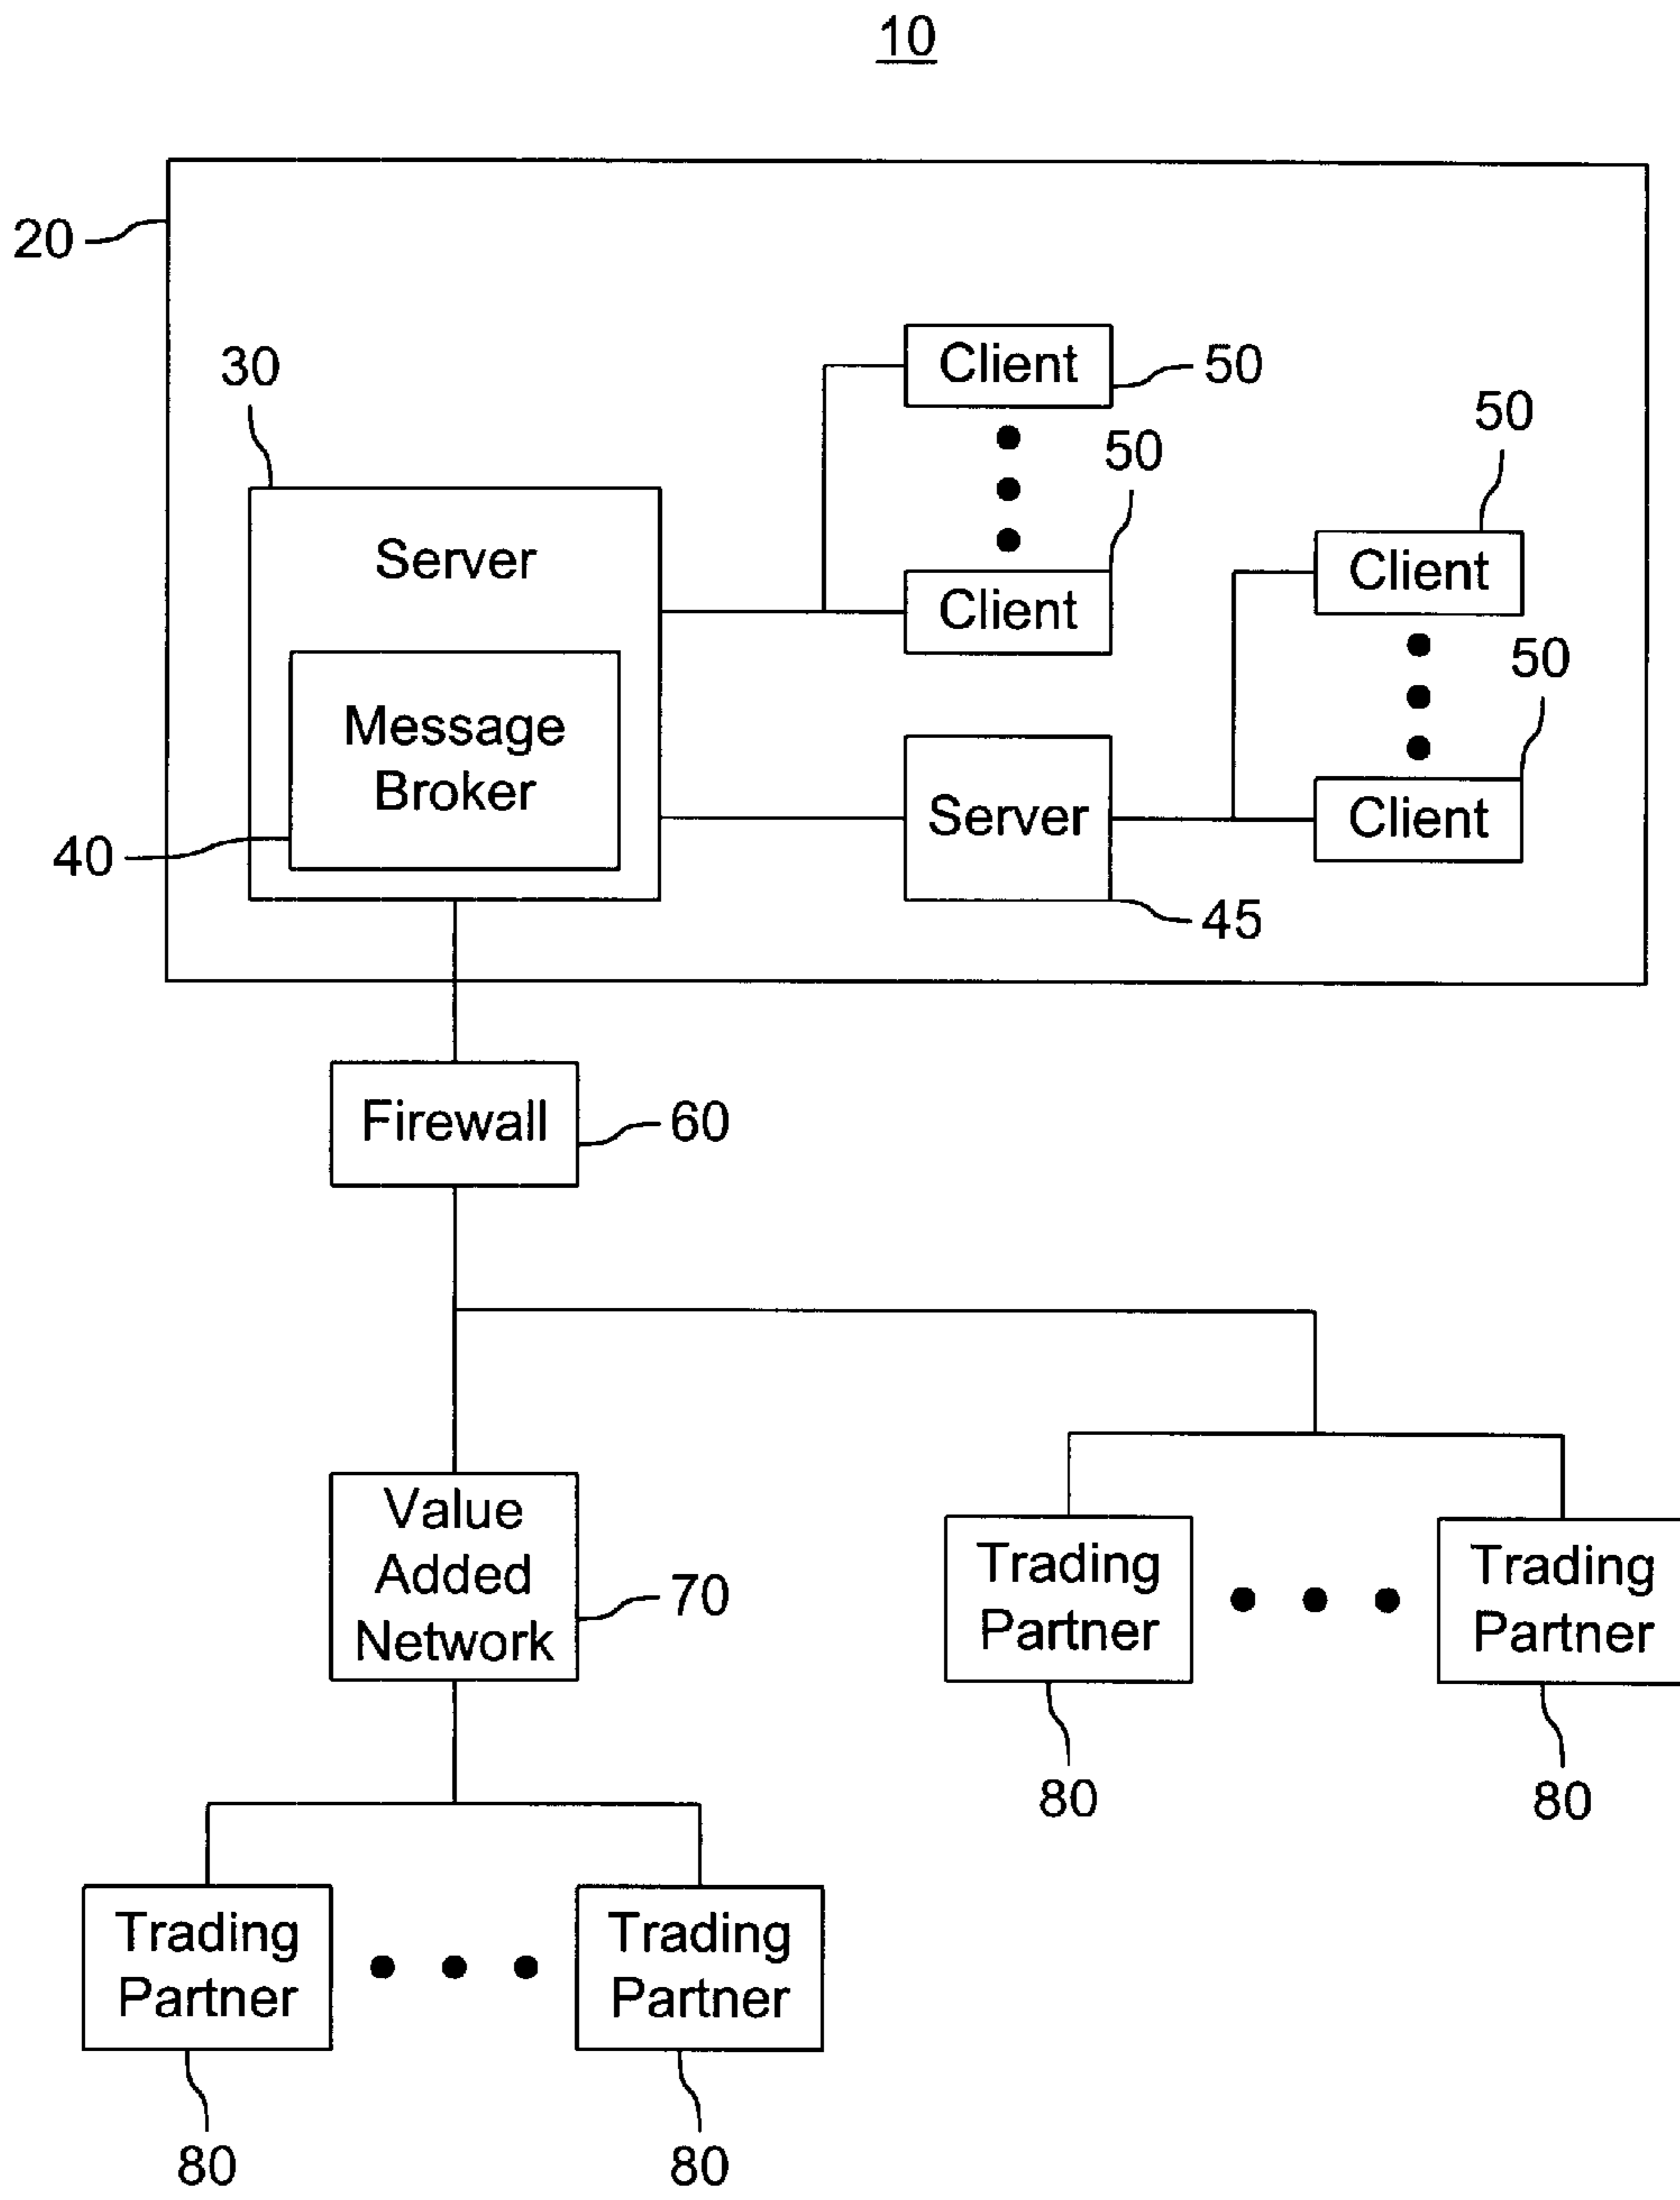 10
20
30
Client
50
50
50
Server
Client
Client
50
Message
Broker
Server
Client
40
45
Firewall
60
Value
Added
Network
70
Trading
Partner
Trading
Partner
80
80
Trading
Partner
Trading
Partner
80
80